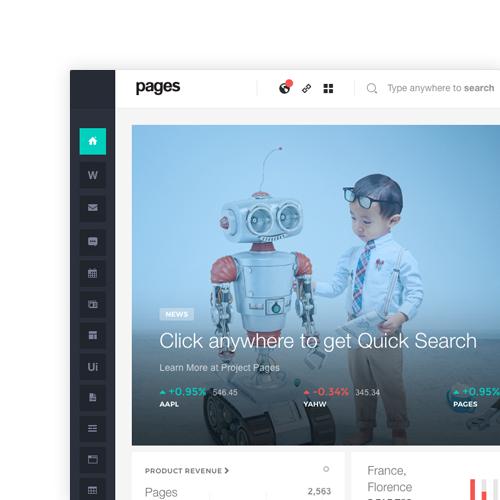 pages
Type anywhere to search
W
Ui
NEWS
Click anywhere to get Quick Search
Learn More at Project Pages
+0.95% 546.45
AAPL
-0.34% 345.34
YAHW
+0.95%
PAGES
PRODUCT REVENUE
Pages
2,563
France,
Florence